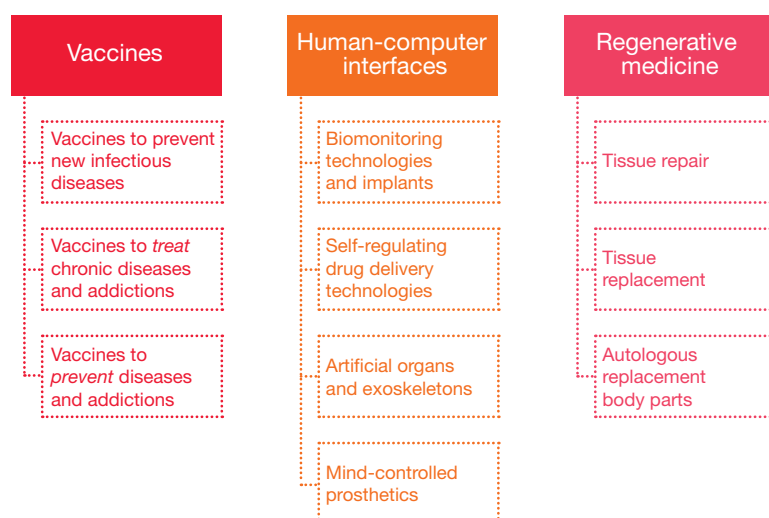 Vaccines
Vaccines to prevent
new infectious
diseases
Vaccines to treat
chronic diseases
and addictions
Vaccines to
prevent diseases
and addictions
Human-computer
interfaces
Biomonitoring
technologies
and implants
Self-regulating
drug delivery
technologies
Artificial organs
and exoskeletons
Mind-controlled
prosthetics
Regenerative
medicine
Tissue repair
Tissue
replacement
Autologous
replacement
body parts